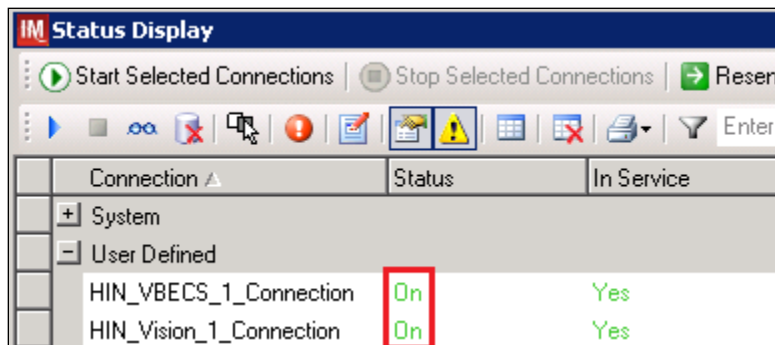 IM Status Display
Start Selected Connections Stop Selected Connections Resen
Enter
Connection Status In Service
System
User Defined
HIN_VBECS_1_Connection On Yes
HIN_Vision_1_Connection On Yes